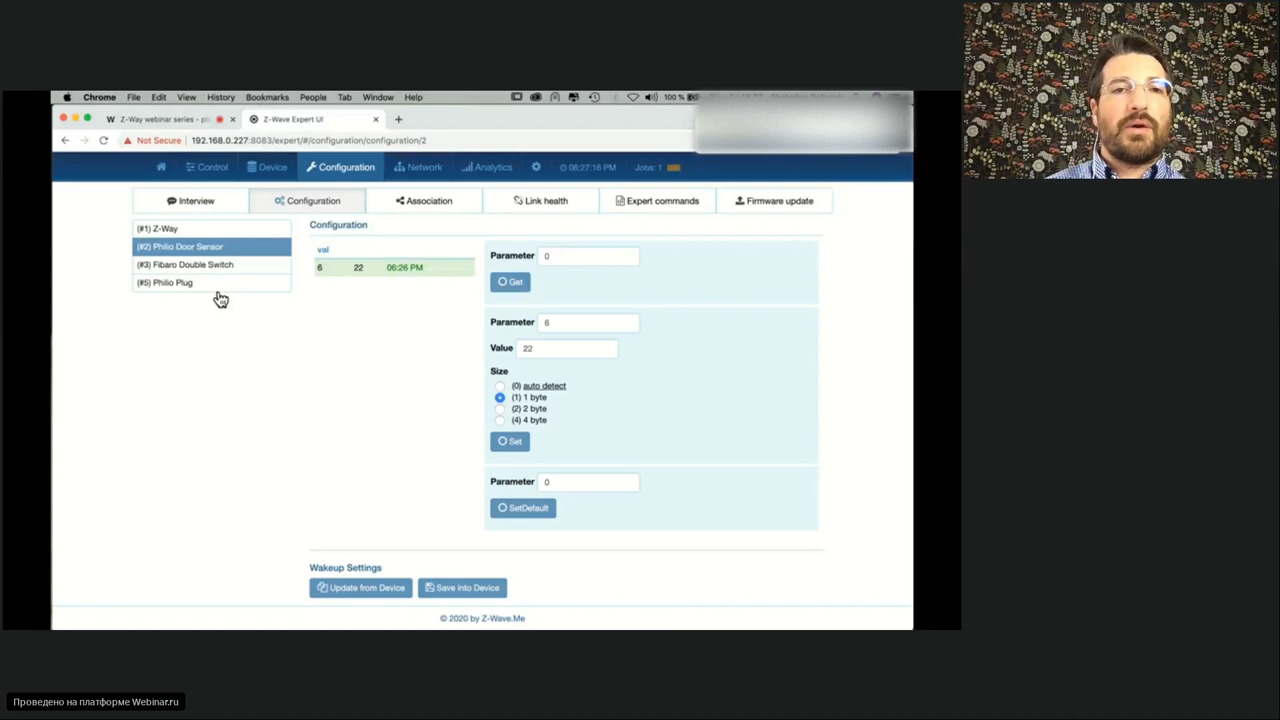 Chrome File Edit View History Bookmarks People Tab Window Help 100 %
Z-Way webinar series - pl
Z-Wave Expert UI
Not Secure 192.168.0.227:8083/expert/#/configuration/configuration/2
Control Device Configuration Network Analytics 06:27:16 PM Jobs: 1
Interview Configuration Association Link health Expert commands Firmware update
(#1) Z-Way
(#2) Philio Door Sensor
(#3) Fibaro Double Switch
(#5) Philio Plug
Configuration
val
6 22 06:26 PM
Parameter 0
Get
Parameter 6
Value 22
Size
(0) auto detect
(1) 1 byte
(2) 2 byte
(4) 4 byte
Set
Parameter 0
SetDefault
Wakeup Settings
Update from Device Save into Device
© 2020 by Z-Wave.Me
Проведено на платформе Webinar.ru